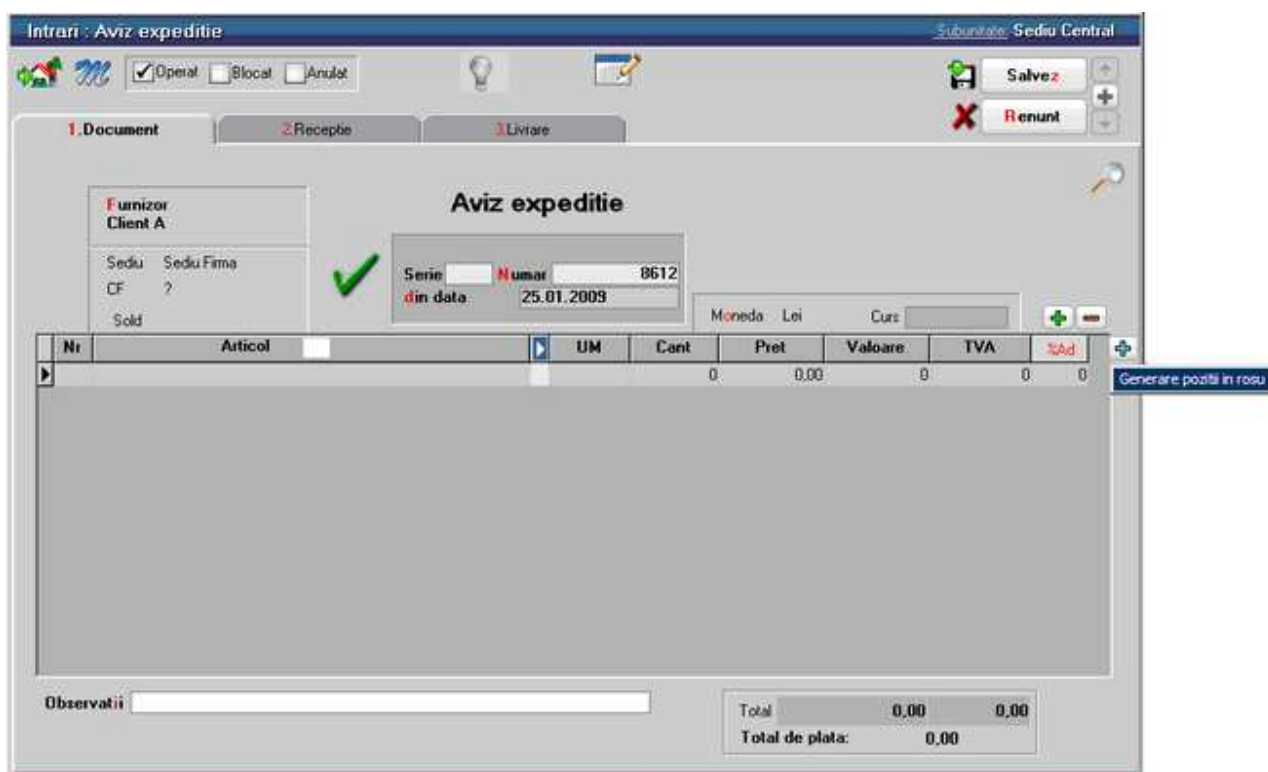 Intrari : Aviz expeditie Subunitate: Sediu Central
Operat Blocat Anulat Salvez
Renunt
1.Document 2.Receptie 3.Livrare
Furnizor
Client A
Aviz expeditie
Sediu Sediu Firma
CF ?
Sold
Serie Numar 8612
din data 25.01.2009
Moneda Lei Curs
Nr Articol UM Cant Pret Valoare TVA %Ad
0 0,00 0 0 0
Generare pozitii in rosu
Observatii
Total 0,00 0,00
Total de plata: 0,00